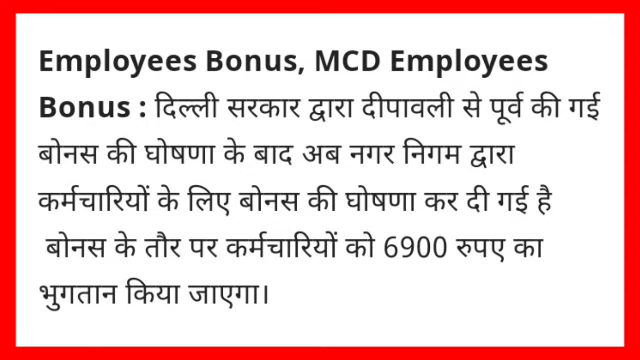 Employees Bonus, MCD Employees
Bonus : दिल्ली सरकार द्वारा दीपावली से पूर्व की गई
बोनस की घोषणा के बाद अब नगर निगम द्वारा
कर्मचारियों के लिए बोनस की घोषणा कर दी गई है
बोनस के तौर पर कर्मचारियों को 6900 रुपए का
भुगतान किया जाएगा।